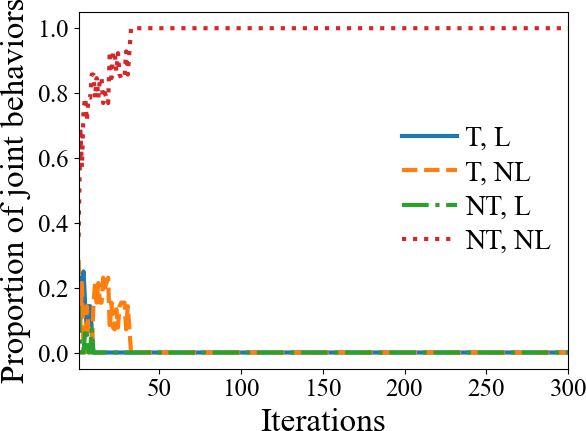 Proportion of joint behaviors
1.0
0.8
0.6
0.4
0.2
0.0
T, L
T, NL
NT, L
NT, NL
50 100 150 200 250 300
Iterations